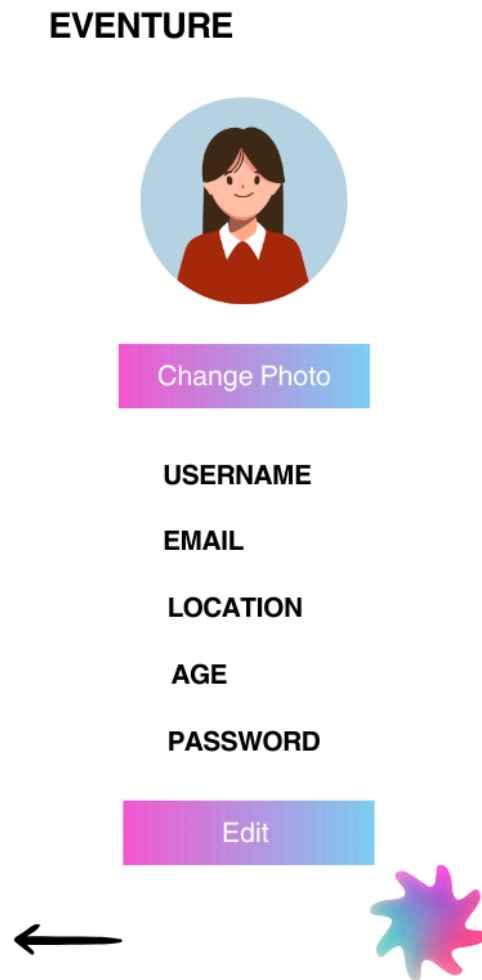 EVENTURE
Change Photo
USERNAME
EMAIL
LOCATION
AGE
PASSWORD
Edit